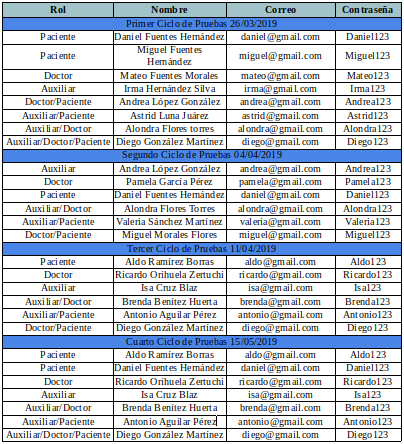 Rol Nombre Correo Contraseña
Primer Ciclo de Pruebas 26/03/2019
Paciente Daniel Fuentes Hernández daniel@gmail.com Daniel123
Paciente Miguel Fuentes Hernández miguel@gmail.com Miguel123
Doctor Mateo Fuentes Morales mateo@gmail.com Mateo123
Auxiliar Irma Hernández Silva irma@gmail.com Irma123
Doctor/Paciente Andrea López González andrea@gmail.com Andrea123
Auxiliar/Paciente Astrid Luna Juárez astrid@gmail.com Astrid123
Auxiliar/Doctor Alondra Flores torres alondra@gmail.com Alondra123
Auxiliar/Doctor/Paciente Diego González Martínez diego@gmail.com Diego123
Segundo Ciclo de Pruebas 04/04/2019
Auxiliar Andrea López González andrea@gmail.com Andrea123
Doctor Pamela García Pérez pamela@gmail.com Pamela123
Paciente Daniel Fuentes Hernández daniel@gmail.com Daniel123
Auxiliar/Doctor Alondra Flores Torres alondra@gmail.com Alondra123
Auxiliar/Paciente Valeria Sánchez Martínez valeria@gmail.com Valeria123
Doctor/Paciente Miguel Morales Flores miguel@gmail.com Miguel123
Tercer Ciclo de Pruebas 11/04/2019
Paciente Aldo Ramírez Borras aldo@gmail.com Aldo123
Doctor Ricardo Orihuela Zertuchi ricardo@gmail.com Ricardo123
Auxiliar Isa Cruz Blaz isa@gmail.com Isa123
Auxiliar/Doctor Brenda Benítez Huerta brenda@gmail.com Brenda123
Auxiliar/Paciente Antonio Aguilar Pérez antonio@gmail.com Antonio123
Doctor/Paciente Diego González Martínez diego@gmail.com Diego123
Cuarto Ciclo de Pruebas 15/05/2019
Paciente Aldo Ramírez Borras aldo@gmail.com Aldo123
Paciente Daniel Fuentes Hernández daniel@gmail.com Daniel123
Doctor Ricardo Orihuela Zertuchi ricardo@gmail.com Ricardo123
Auxiliar Isa Cruz Blaz isa@gmail.com Isa123
Auxiliar/Doctor Brenda Benítez Huerta brenda@gmail.com Brenda123
Auxiliar/Paciente Antonio Aguilar Pérez antonio@gmail.com Antonio123
Auxiliar/Doctor/Paciente Diego González Martínez diego@gmail.com Diego123